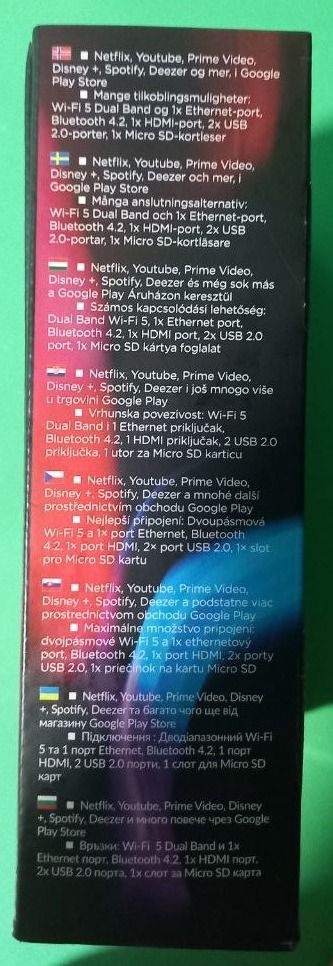 ■ Netflix, Youtube, Prime Video,
Disney +, Spotify, Deezer og mer, i Google
Play Store
■ Mange tilkoblingsmuligheter:
Wi-Fi 5 Dual Band og 1x Ethernet-port,
Bluetooth 4.2, 1x HDMI-port, 2x USB
2.0-porter, 1x Micro SD-kortleser
■ Netflix, Youtube, Prime Video,
Disney +, Spotify, Deezer och mer, i
Google Play Store
■ Många anslutningsalternativ:
Wi-Fi 5 Dual Band och 1x Ethernet-port,
Bluetooth 4.2, 1x HDMI-port, 2x USB
2.0-portar, 1x Micro SD-kortläsare
■ Netflix, Youtube, Prime Video,
Disney +, Spotify, Deezer és még sok más
a Google Play Áruházon keresztül
■ Számos kapcsolódási lehetőség:
Dual Band Wi-Fi 5, 1x Ethernet port,
Bluetooth 4.2, 1x HDMI port, 2x USB 2.0
port, 1x Micro SD kártya foglalat
■ Netflix, Youtube, Prime Video,
Disney +, Spotify, Deezer i još mnogo više
u trgovini Google Play
■ Vrhunska povezivost: Wi-Fi 5
Dual Band i 1 Ethernet priključak,
Bluetooth 4.2, 1 HDMI priključak, 2 USB 2.0
priključka, 1 utor za Micro SD karticu
■ Netflix, Youtube, Prime Video,
Disney +, Spotify, Deezer a mnohé další
prostřednictvím obchodu Google Play
■ Nejlepší připojení: Dvoupásmová
Wi-Fi 5 a 1× port Ethernet, Bluetooth
4.2, 1× port HDMI, 2× port USB 2.0, 1× slot
pro Micro SD kartu
■ Netflix, Youtube, Prime Video,
Disney +, Spotify, Deezer a podstatne viac
prostredníctvom obchodu Google Play
■ Maximálne množstvo pripojení:
dvojpásmové Wi-Fi 5 a 1x ethernetový
port, Bluetooth 4.2, 1x port HDMI, 2x porty
USB 2.0, 1x priečinok na kartu Micro SD
■ Netflix, Youtube, Prime Video, Disney
+, Spotify, Deezer та багато чого ще від
магазину Google Play Store
■ Підключення : Дводіапазонний Wi-Fi
5 та 1 порт Ethernet, Bluetooth 4.2, 1 порт
HDMI, 2 USB 2.0 порти, 1 слот для Micro SD
карт
■ Netflix, Youtube, Prime Video, Disney
+, Spotify, Deezer и много повече чрез Google
Play Store
■ Връзки: Wi-Fi 5 Dual Band и 1x
Ethernet порт, Bluetooth 4.2, 1x HDMI порт,
2x USB 2.0 порта, 1x слот за Micro SD карта